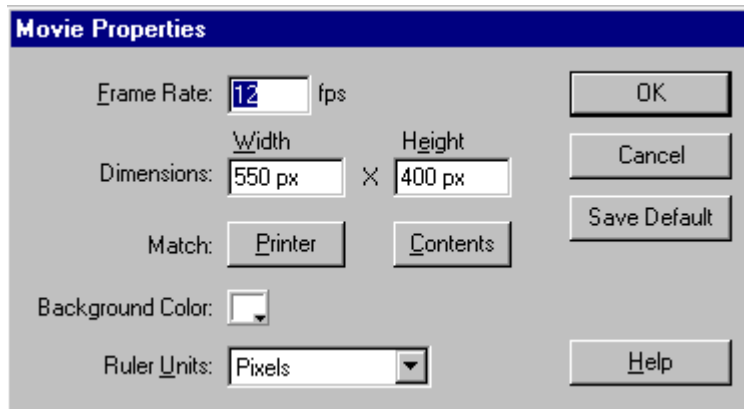 Movie Properties
Frame Rate: 12 fps
OK
Width Height
Dimensions: 550 px X 400 px
Cancel
Match: Printer Contents
Save Default
Background Color:
Ruler Units: Pixels
Help